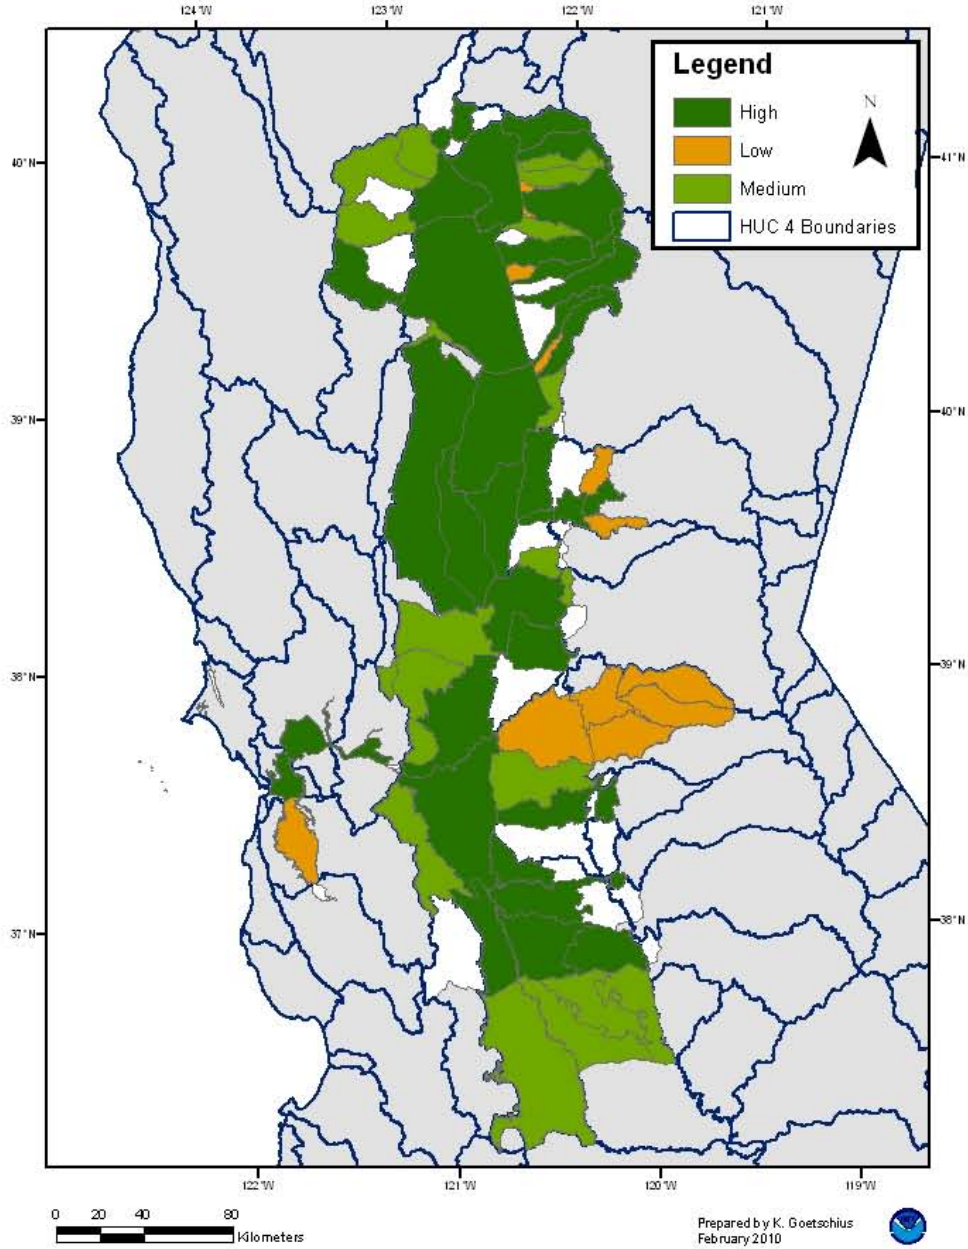 124°W 123°W 122°W 121°W
Legend
High
Low
Medium
HUC 4 Boundaries
N
40°N 41°N
39°N 40°N
38°N 39°N
37°N 38°N
122°W 121°W 120°W 119°W
0 20 40 80
Kilometers
Prepared by K. Goetschius
February 2010